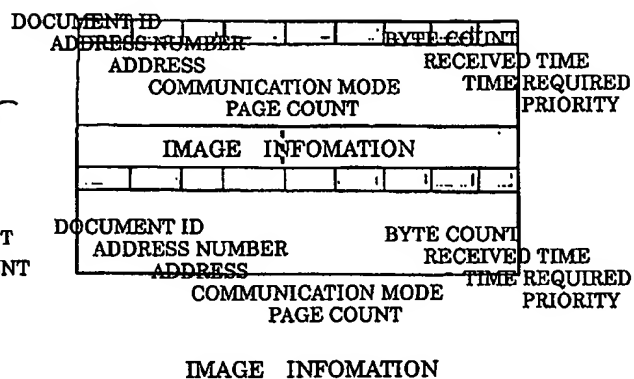 DOCUMENT ID
ADDRESS NUMBER BYTE COUNT
ADDRESS RECEIVED TIME
COMMUNICATION MODE TIME REQUIRED
PAGE COUNT PRIORITY
IMAGE INFOMATION
DOCUMENT ID BYTE COUNT
T
ADDRESS NUMBER RECEIVED TIME
NT
ADDRESS TIME REQUIRED
COMMUNICATION MODE PRIORITY
PAGE COUNT
IMAGE INFOMATION